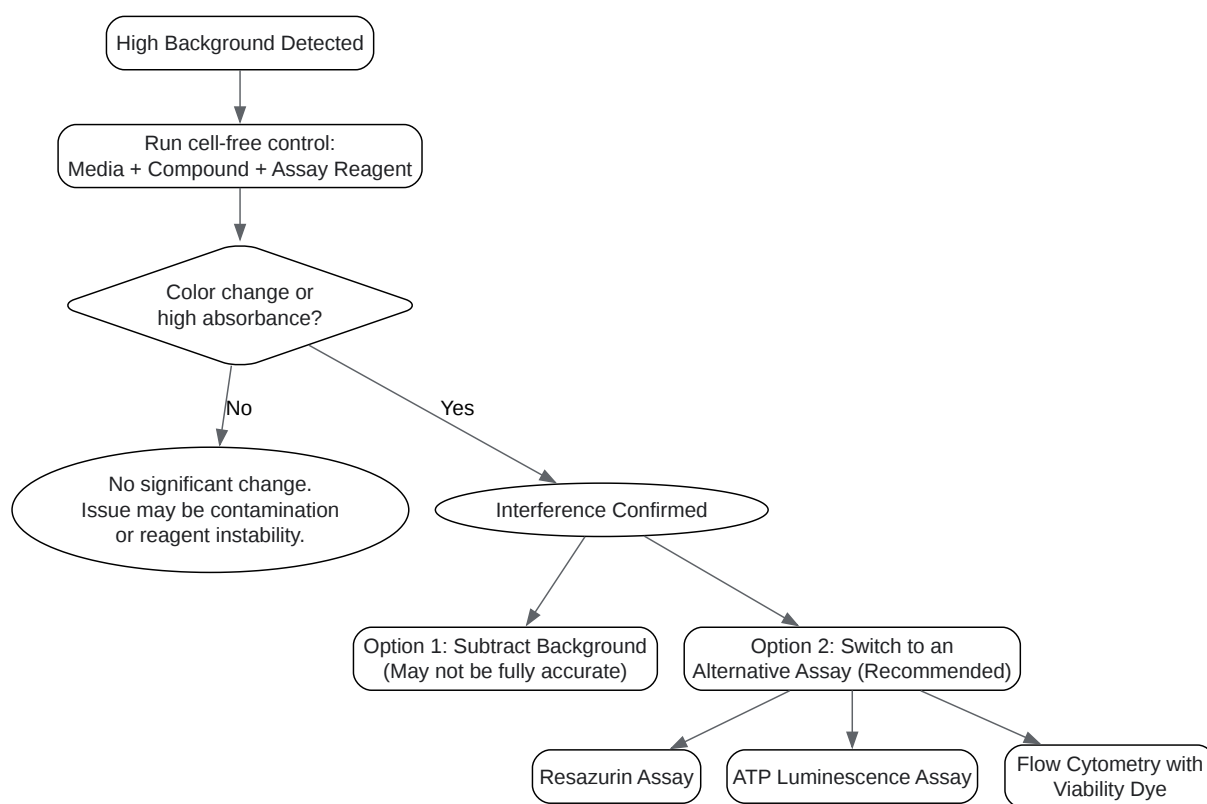 High Background Detected
Run cell-free control:
Media + Compound + Assay Reagent
Color change or
high absorbance?
No
Yes
No significant change.
Issue may be contamination
or reagent instability.
Interference Confirmed
Option 1: Subtract Background
(May not be fully accurate)
Option 2: Switch to an
Alternative Assay (Recommended)
Resazurin Assay
ATP Luminescence Assay
Flow Cytometry with
Viability Dye